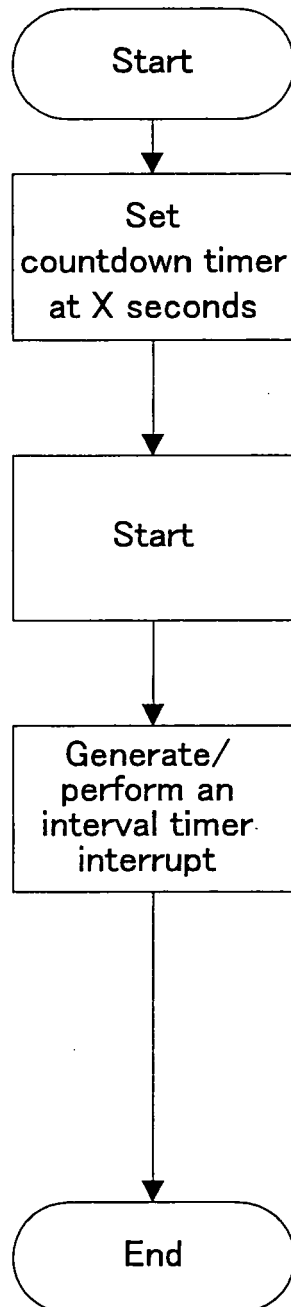 Start
Set
countdown timer
at X seconds
Start
Generate/
perform an
interval timer
interrupt
End